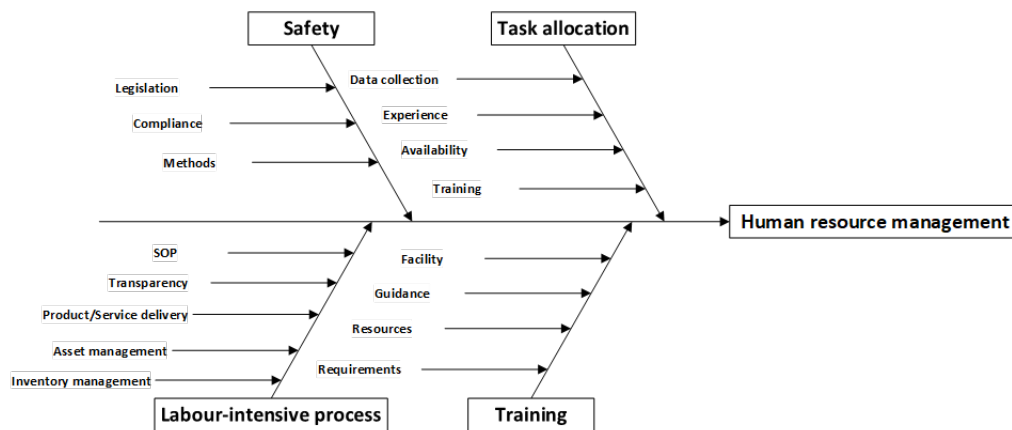 Safety
Task allocation
Legislation
Compliance
Methods
Data collection
Experience
Availability
Training
Human resource management
SOP
Transparency
Product/Service delivery
Asset management
Inventory management
Facility
Guidance
Resources
Requirements
Labour-intensive process
Training